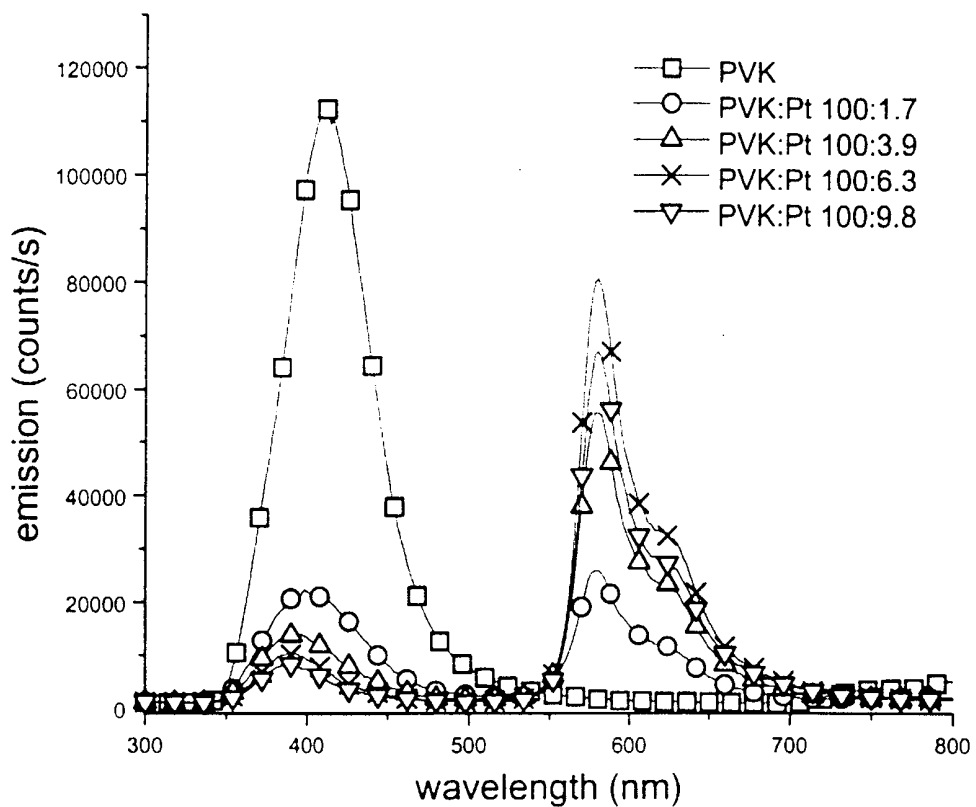 120000
100000
80000
60000
40000
20000
0
emission (counts/s)
PVK
PVK:Pt 100:1.7
PVK:Pt 100:3.9
PVK:Pt 100:6.3
PVK:Pt 100:9.8
300 400 500 600 700 800
wavelength (nm)